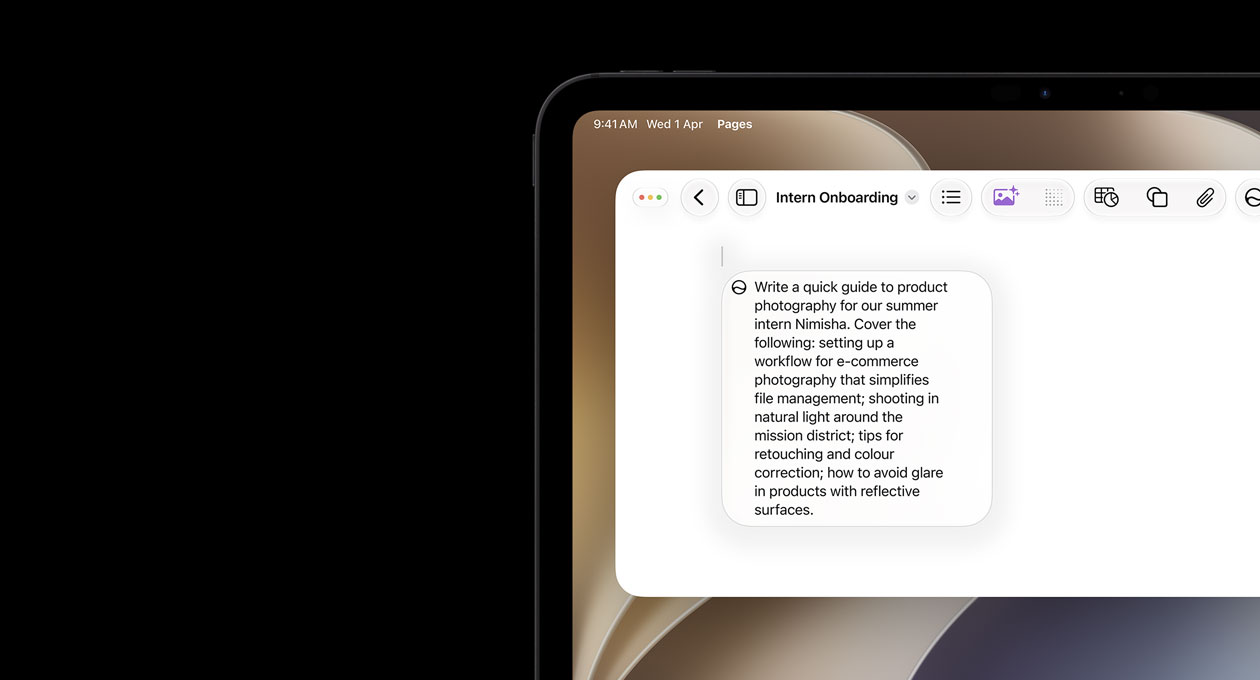 9:41 AM Wed 1 Apr Pages
Intern Onboarding
Write a quick guide to product
photography for our summer
intern Nimisha. Cover the
following: setting up a
workflow for e-commerce
photography that simplifies
file management; shooting in
natural light around the
mission district; tips for
retouching and colour
correction; how to avoid glare
in products with reflective
surfaces.